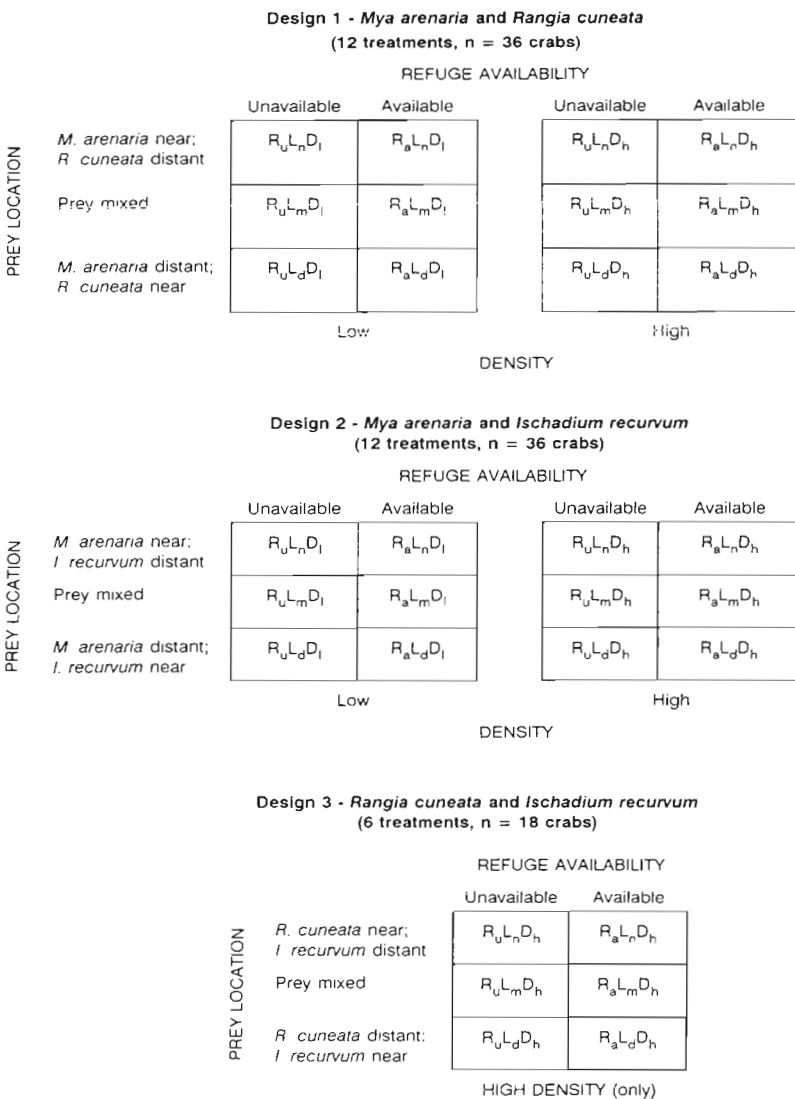 Design 1 - Mya arenaria and Rangia cuneata
(12 treatments, n = 36 crabs)
REFUGE AVAILABILITY
Unavailable Available Unavailable Available
PREY LOCATION
M. arenaria near;
R cuneata distant
RuLnDl RaLnDl RuLnDh RaLnDh
Prey mixed
RuLmDl RaLmDl RuLmDh RaLmDh
M. arenaria distant;
R cuneata near
RuLdDl RaLdDl RuLdDh RaLdDh
Low High
DENSITY
Design 2 - Mya arenaria and Ischadium recurvum
(12 treatments, n = 36 crabs)
REFUGE AVAILABILITY
Unavailable Available Unavailable Available
PREY LOCATION
M arenaria near;
I recurvum distant
RuLnDl RaLnDl RuLnDh RaLnDh
Prey mixed
RuLmDl RaLmDl RuLmDh RaLmDh
M arenaria distant;
I. recurvum near
RuLdDl RaLdDl RuLdDh RaLdDh
Low High
DENSITY
Design 3 - Rangia cuneata and Ischadium recurvum
(6 treatments, n = 18 crabs)
REFUGE AVAILABILITY
Unavailable Available
PREY LOCATION
R. cuneata near;
I recurvum distant
RuLnDh RaLnDh
Prey mixed
RuLmDh RaLmDh
R cuneata distant;
I recurvum near
RuLdDh RaLdDh
HIGH DENSITY (only)